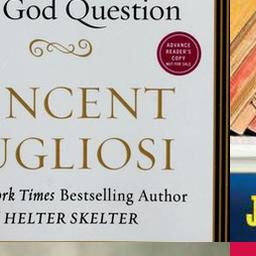 God Question
ADVANCE
READER'S
COPY
NOT FOR SALE
NCENT
UGLIOSI
rk Times Bestselling Author
HELTER SKELTER